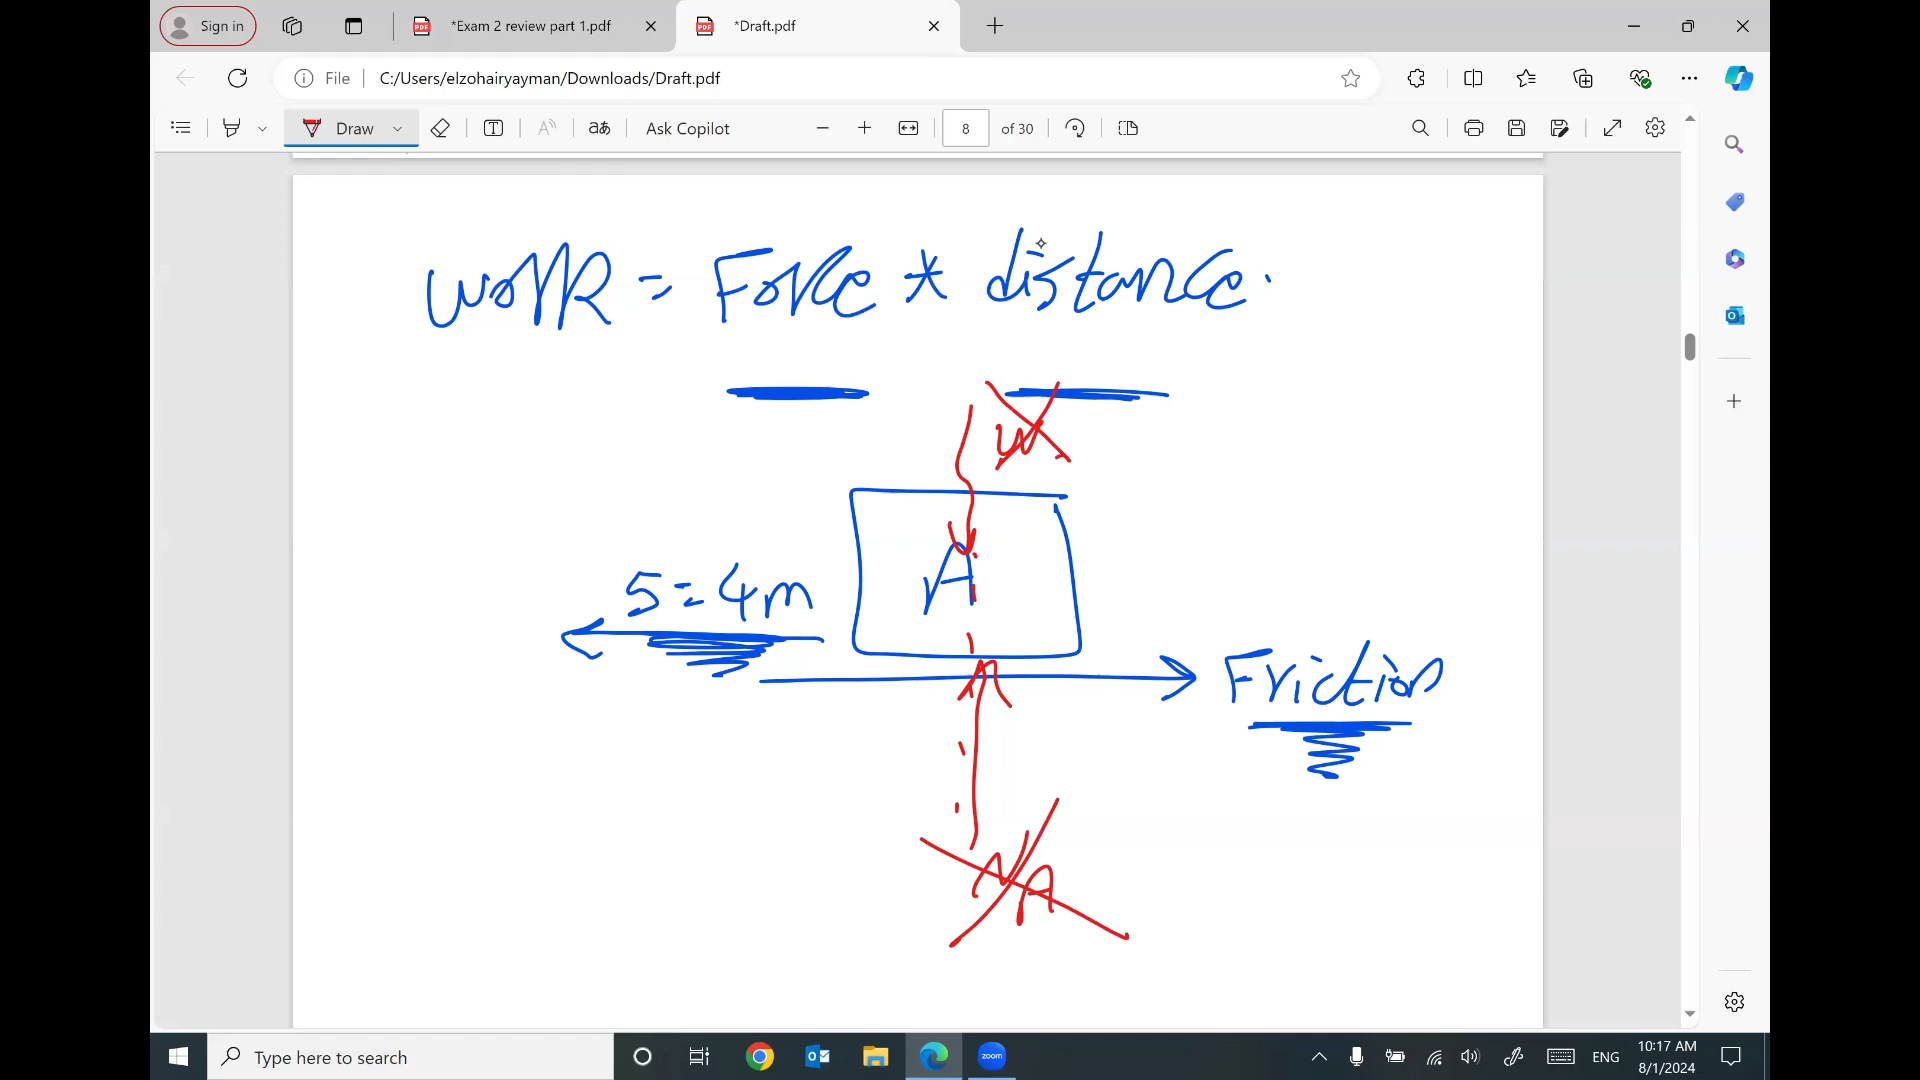 Sign in
*Exam 2 review part 1.pdf
*Draft.pdf
File
C:/Users/elzohairyayman/Downloads/Draft.pdf
Draw
Ask Copilot
8 of 30
work = Force * distance.
W
A
S = 4m
Friction
NA
Type here to search
zoom
ENG
10:17 AM
8/1/2024